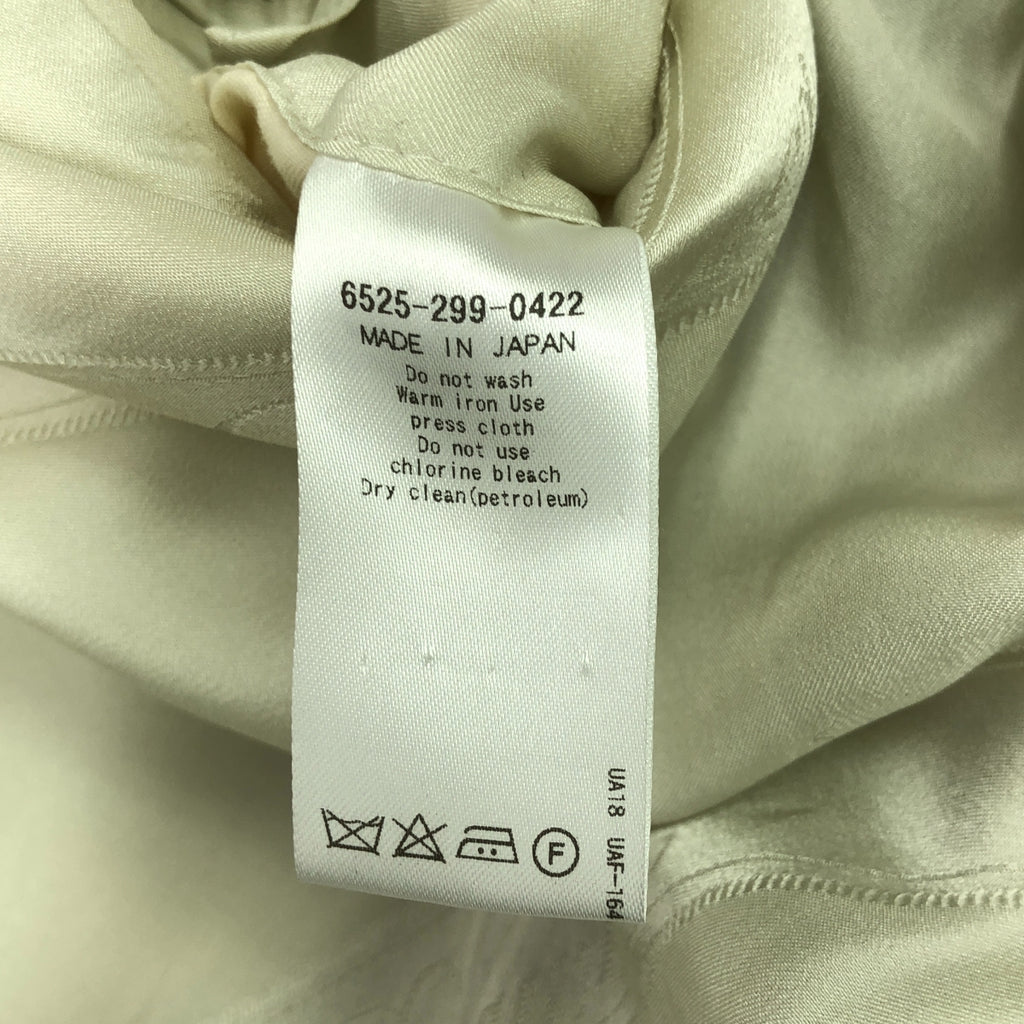 6525-299-0422
MADE IN JAPAN
Do not wash
Warm iron Use
press cloth
Do not use
chlorine bleach
Dry clean(petroleum)
F
UA18 UAF-164